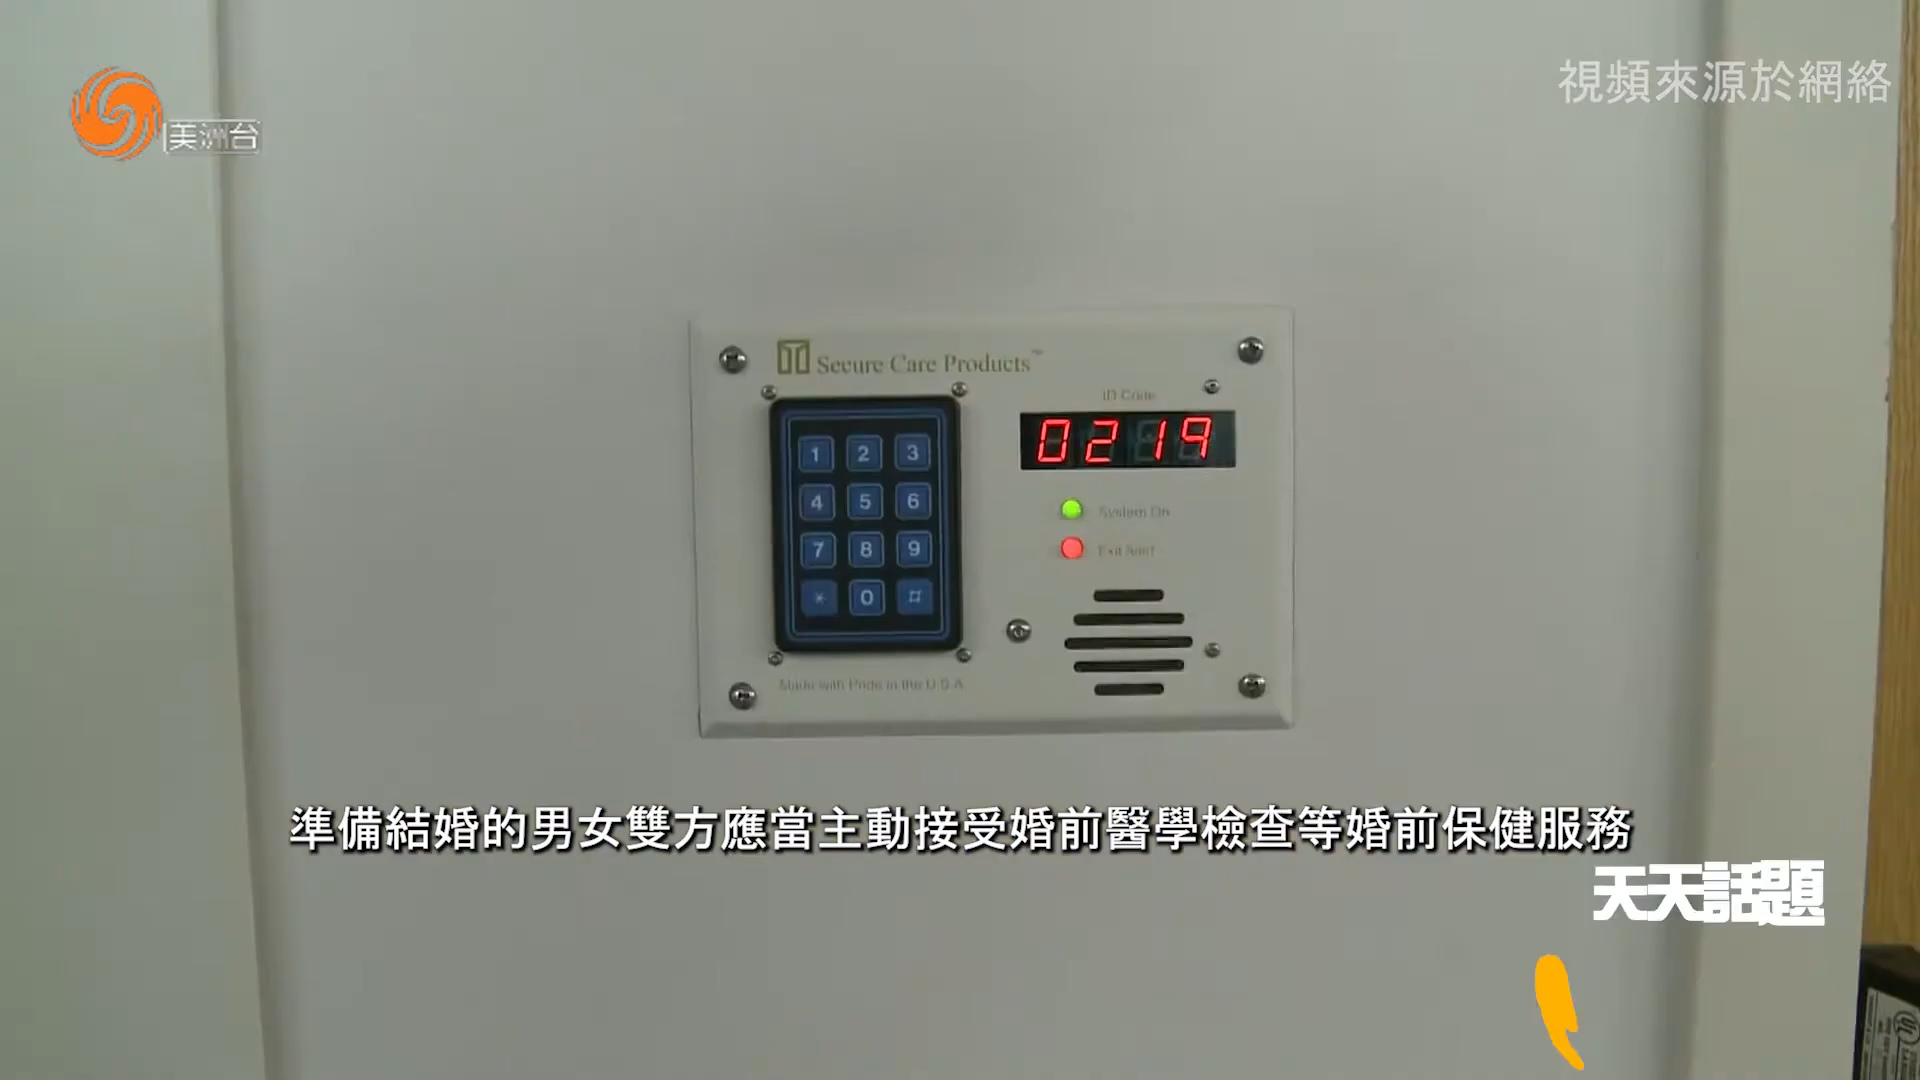 美洲台
視頻來源於網絡
Secure Care Products™
ID Code
0219
1 2 3
4 5 6
7 8 9
* 0 #
System On
Exit Alert
Made with Pride in the U.S.A.
準備結婚的男女雙方應當主動接受婚前醫學檢查等婚前保健服務
天天話題